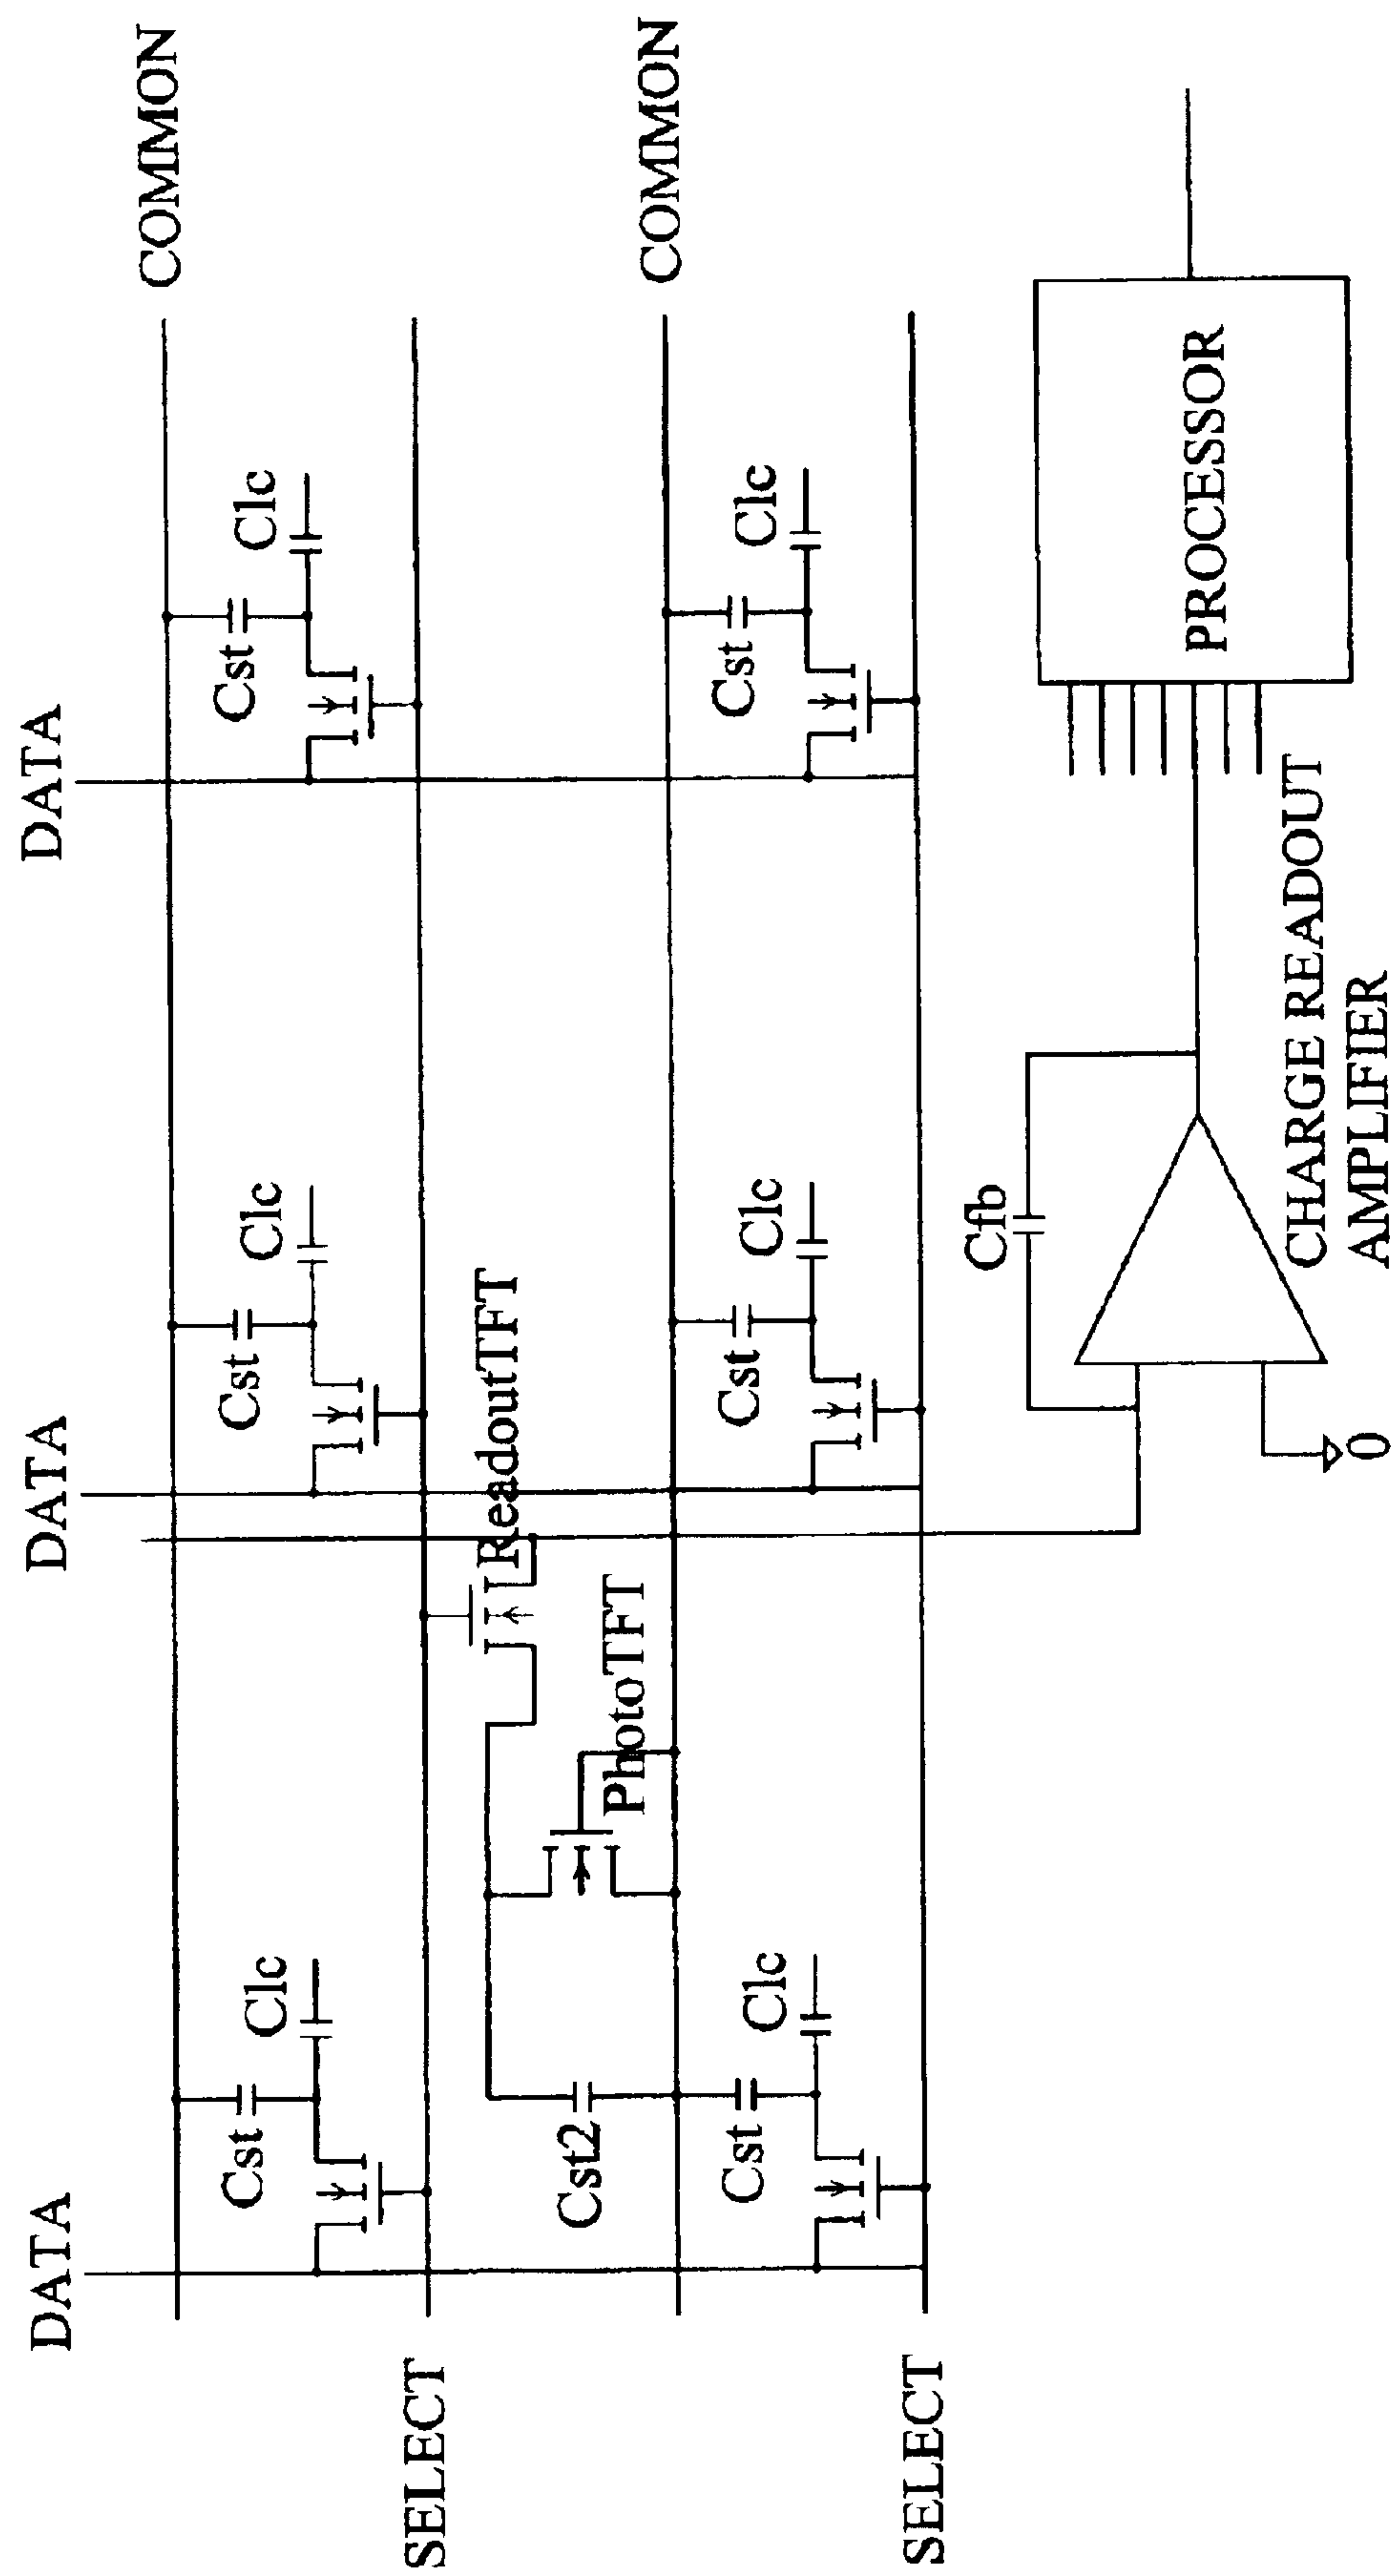 DATA
DATA
DATA
COMMON
Cst
Clc
Cst
Clc
Cst
Clc
SELECT
ReadoutTFT
Cst2
PhotoTFT
COMMON
Cst
Clc
Cst
Clc
Cst
Clc
SELECT
Cfb
PROCESSOR
CHARGE READOUT
AMPLIFIER
0